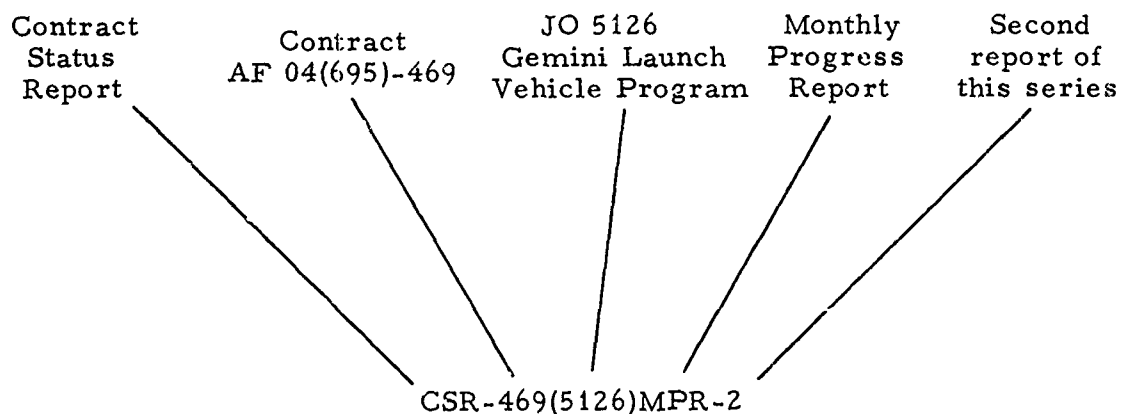 Contract
Status
Report
Contract
AF 04(695)-469
JO 5126
Gemini Launch
Vehicle Program
Monthly
Progress
Report
Second
report of
this series
CSR-469(5126)MPR-2